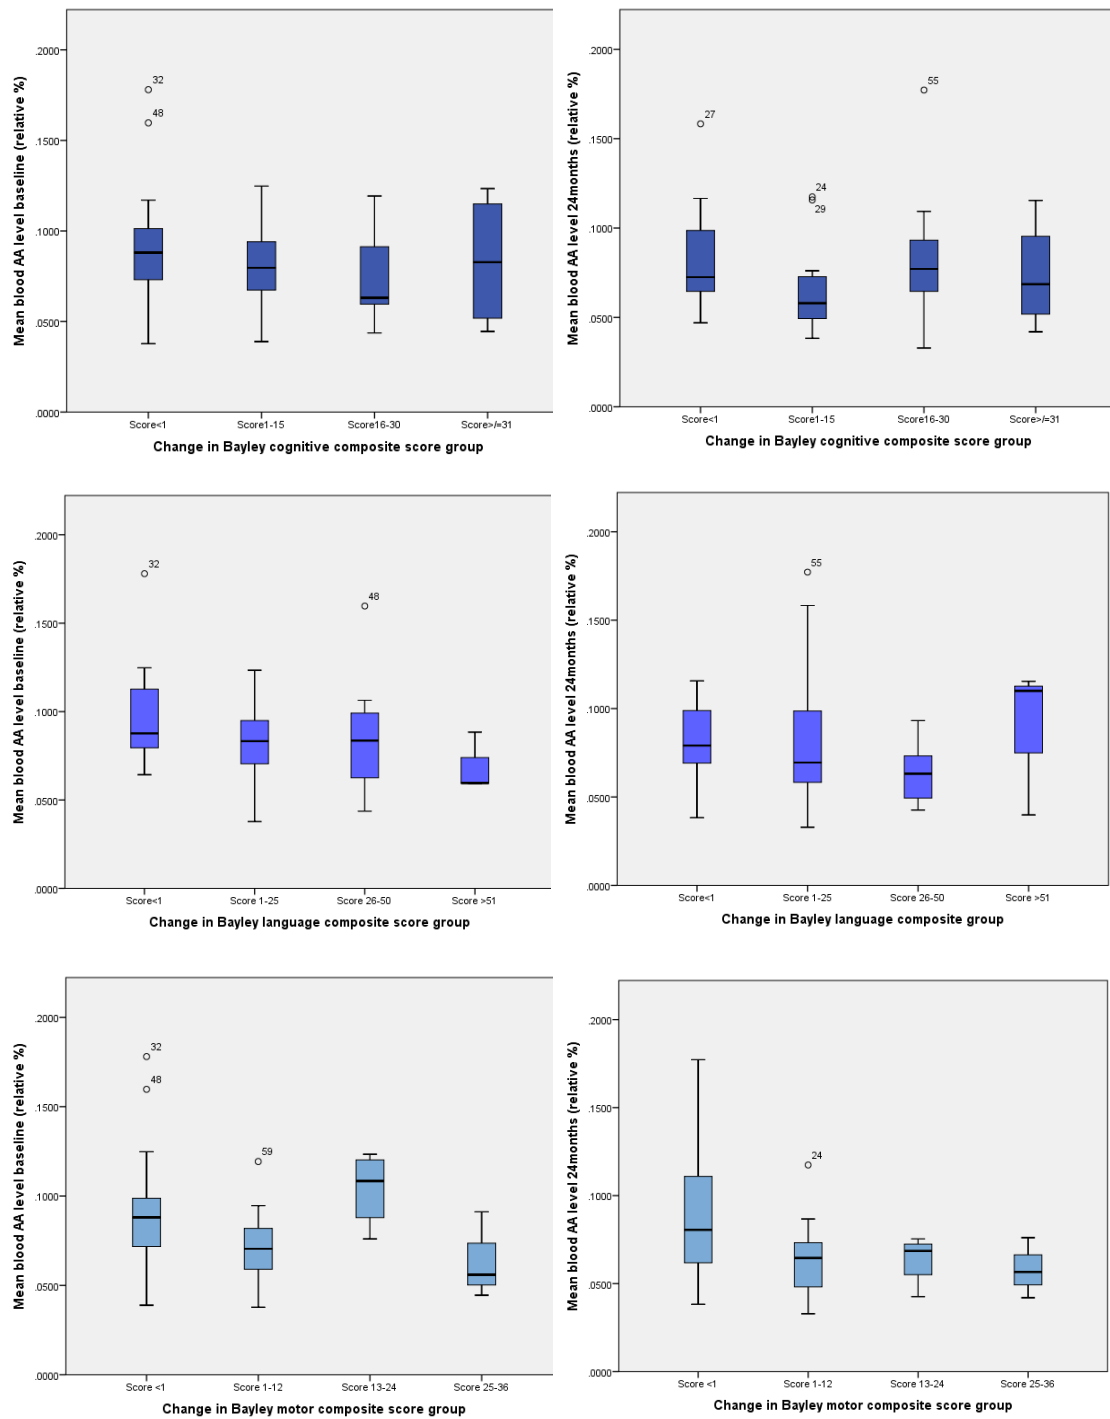 Mean blood AA level baseline (relative %)
.2000
.1500
.1000
.0500
.0000
32
48
Score<1
Score1-15
Score16-30
Score>/=31
Change in Bayley cognitive composite score group
Mean blood AA level 24months (relative %)
.2000
.1500
.1000
.0500
.0000
27
24
29
55
Score<1
Score1-15
Score16-30
Score>/=31
Change in Bayley cognitive composite score group
Mean blood AA level baseline (relative %)
.2000
.1500
.1000
.0500
.0000
32
48
Score<1
Score 1-25
Score 26-50
Score >51
Change in Bayley language composite score group
Mean blood AA level 24months (relative %)
.2000
.1500
.1000
.0500
.0000
55
Score<1
Score 1-25
Score 26-50
Score >51
Change in Bayley language composite group
Mean blood AA level baseline (relative %)
.2000
.1500
.1000
.0500
.0000
32
48
59
Score <1
Score 1-12
Score 13-24
Score 25-36
Change in Bayley motor composite score group
Mean blood AA level 24months (relative %)
.2000
.1500
.1000
.0500
.0000
24
Score <1
Score 1-12
Score 13-24
Score 25-36
Change in Bayley motor composite score group